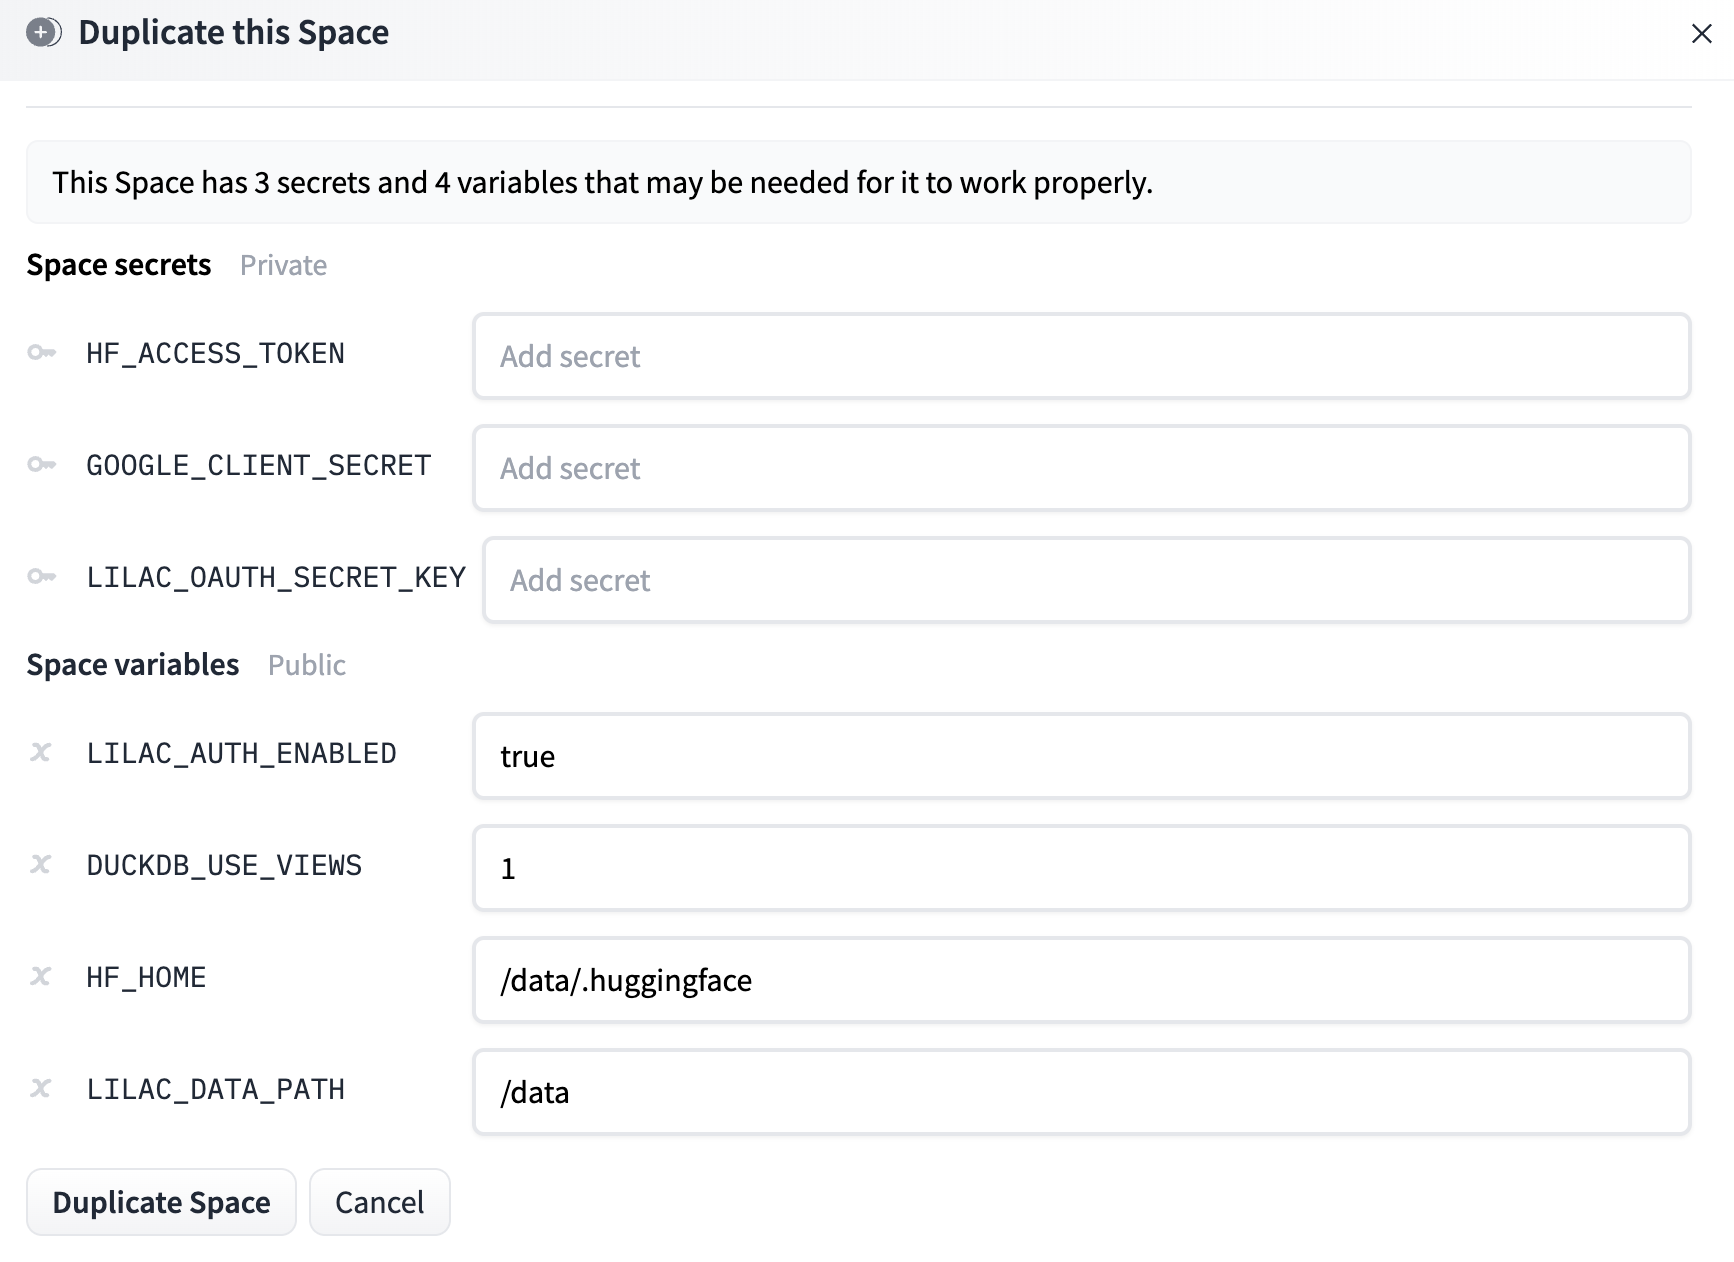 Duplicate this Space
This Space has 3 secrets and 4 variables that may be needed for it to work properly.
Space secrets Private
HF_ACCESS_TOKEN Add secret
GOOGLE_CLIENT_SECRET Add secret
LILAC_OAUTH_SECRET_KEY Add secret
Space variables Public
LILAC_AUTH_ENABLED true
DUCKDB_USE_VIEWS 1
HF_HOME /data/.huggingface
LILAC_DATA_PATH /data
Duplicate Space Cancel